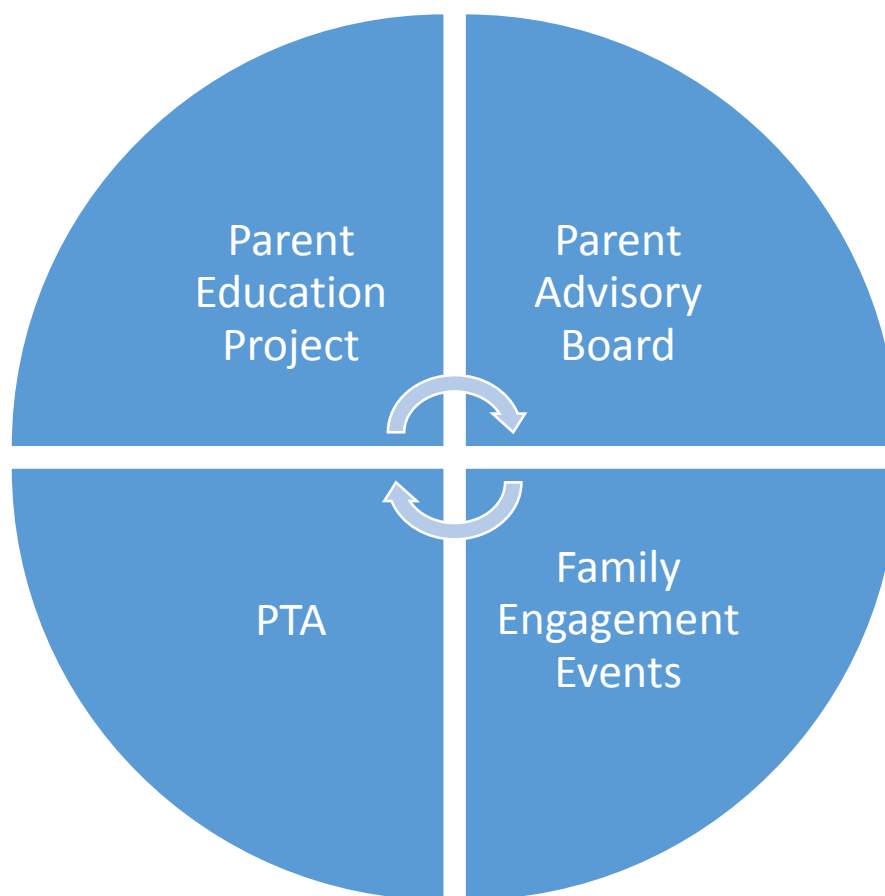 Parent
Education
Project
Parent
Advisory
Board
PTA
Family
Engagement
Events